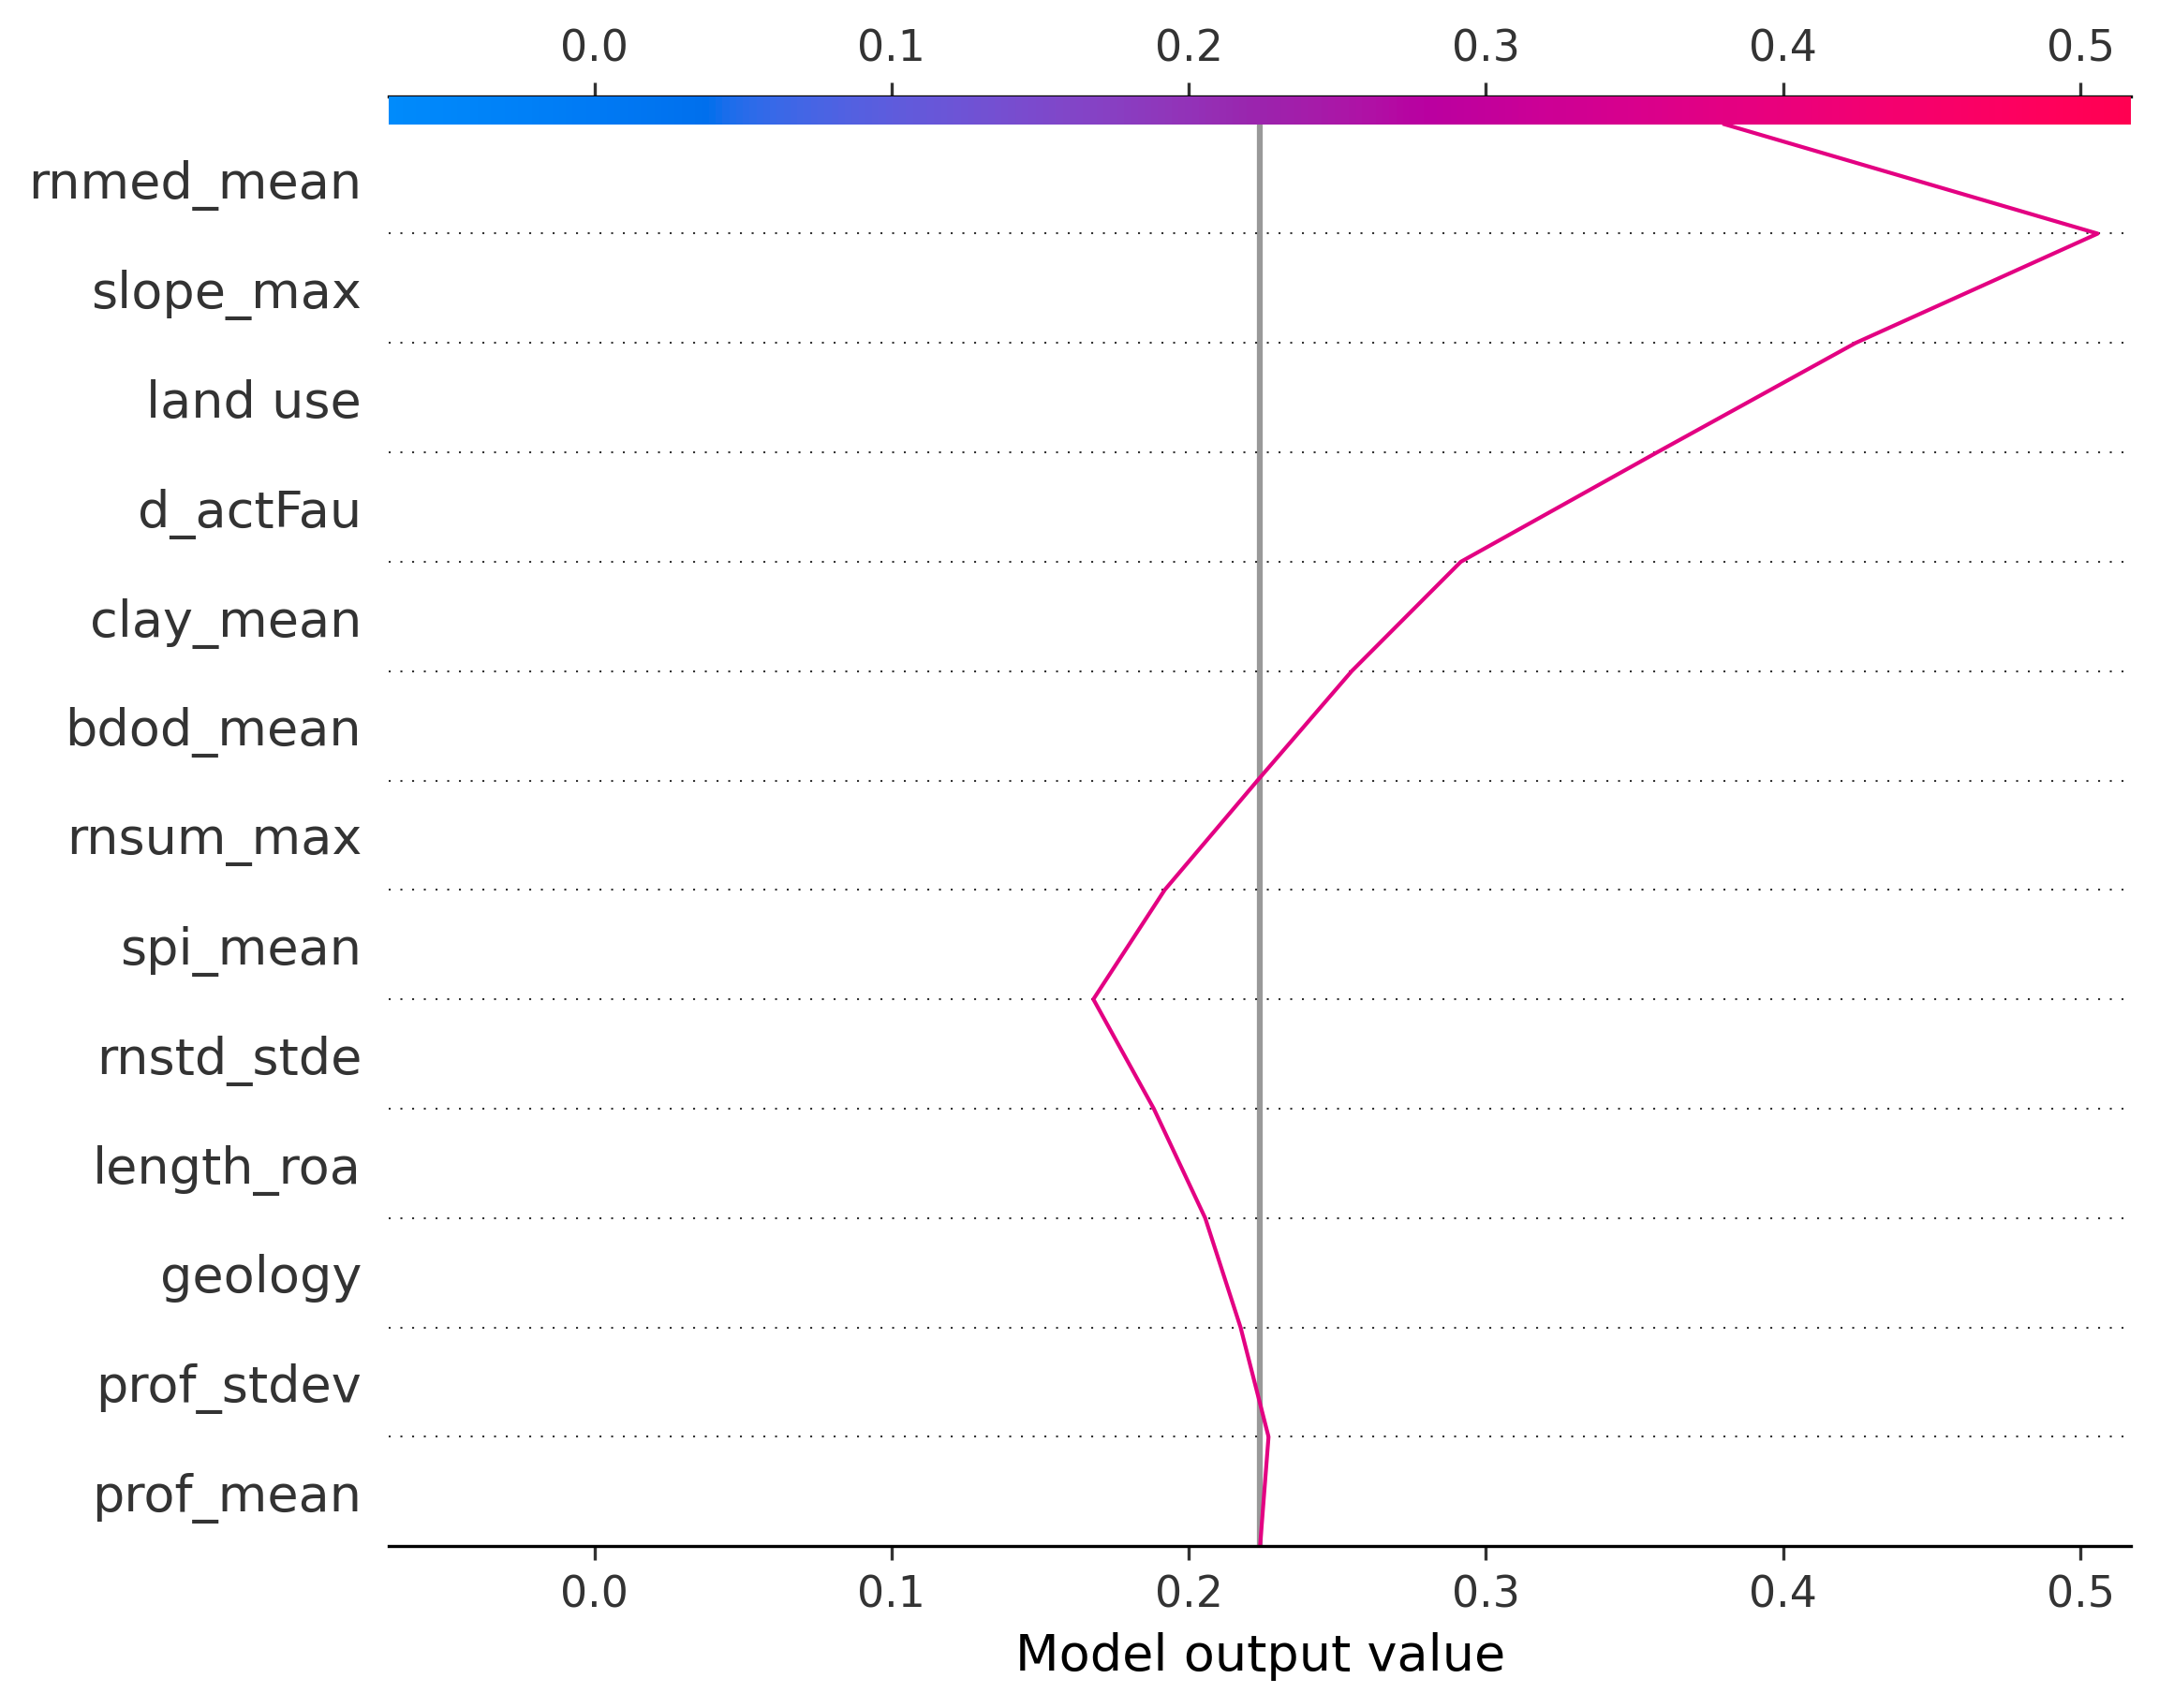 0.0 0.1 0.2 0.3 0.4 0.5
rnmed_mean
slope_max
land use
d_actFau
clay_mean
bdod_mean
rnsum_max
spi_mean
rnstd_stde
length_roa
geology
prof_stdev
prof_mean
0.0 0.1 0.2 0.3 0.4 0.5
Model output value